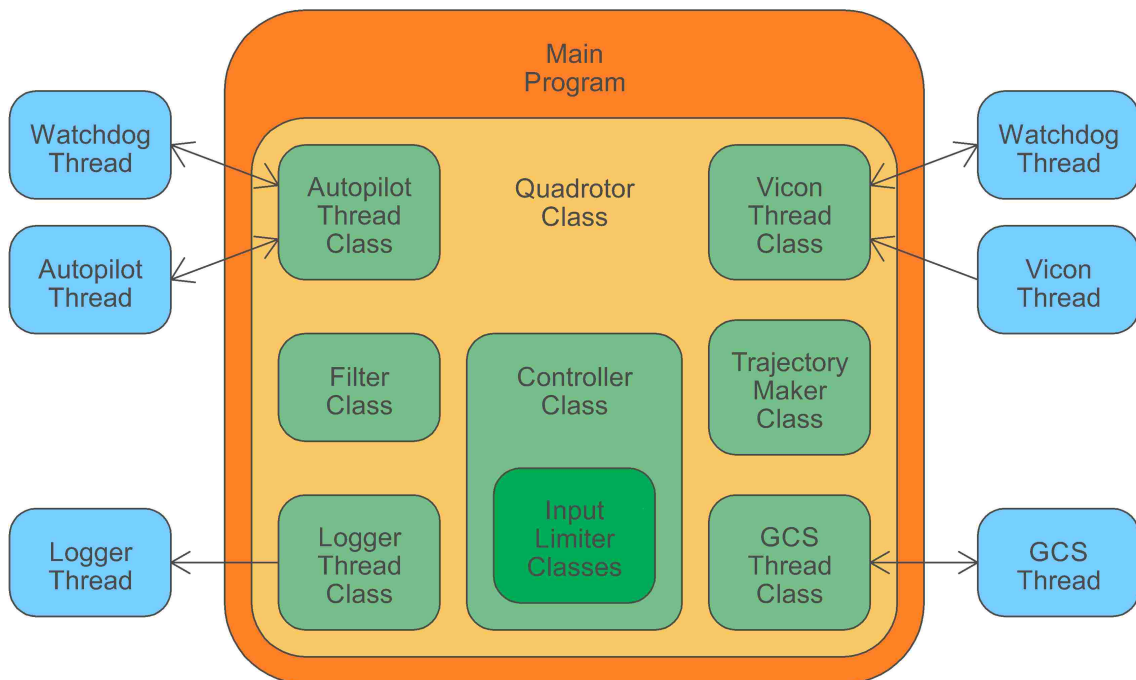 Main
Program
Watchdog
Thread
Autopilot
Thread
Class
Quadrotor
Class
Vicon
Thread
Class
Watchdog
Thread
Autopilot
Thread
Vicon
Thread
Filter
Class
Controller
Class
Trajectory
Maker
Class
Logger
Thread
Logger
Thread
Class
Input
Limiter
Classes
GCS
Thread
Class
GCS
Thread